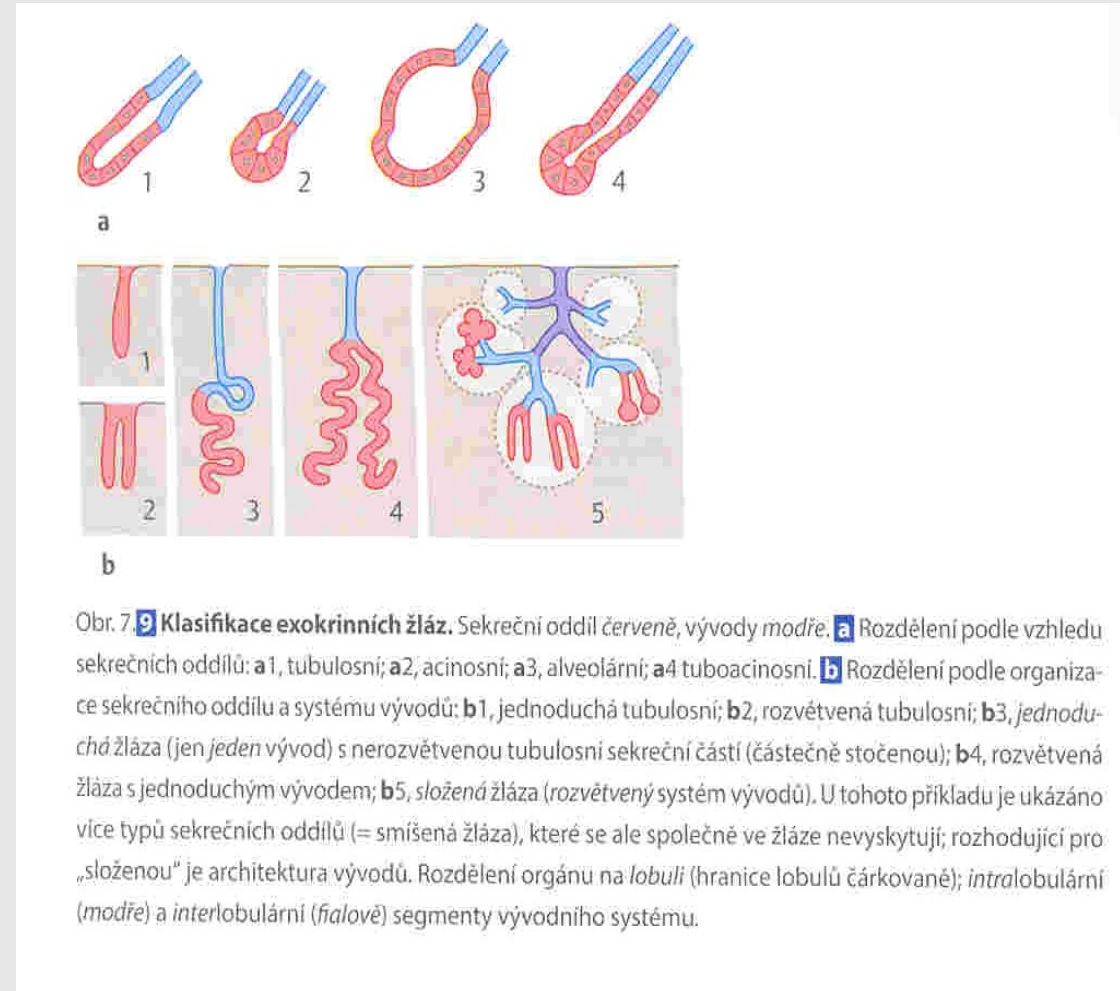 1 2 3 4
a
1
2 3 4 5
b
Obr. 7.9 Klasifikace exokrinních žláz. Sekreční oddíl červeně, vývody modře. a Rozdělení podle vzhledu
sekrečních oddílů: a1, tubulosní; a2, acinosní; a3, alveolární; a4 tuboacinosní. b Rozdělení podle organiza-
ce sekrečního oddílu a systému vývodů: b1, jednoduchá tubulosní; b2, rozvětvená tubulosní; b3, jednodu-
chá žláza (jen jeden vývod) s nerozvětvenou tubulosní sekreční částí (částečně stočenou); b4, rozvětvená
žláza s jednoduchým vývodem; b5, složená žláza (rozvětvený systém vývodů). U tohoto příkladu je ukázáno
více typů sekrečních oddílů (= smíšená žláza), které se ale společně ve žláze nevyskytují; rozhodující pro
„složenou“ je architektura vývodů. Rozdělení orgánu na lobuli (hranice lobulů čárkovaně); intralobulární
(modře) a interlobulární (fialově) segmenty vývodního systému.